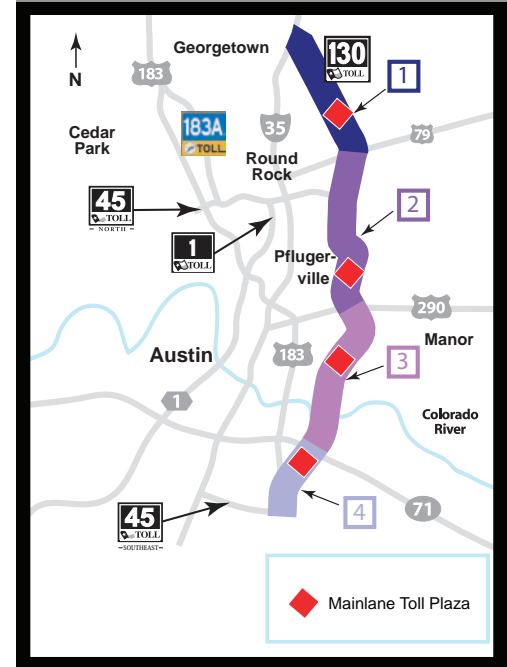 Georgetown
130
TOLL
1
N
183
Cedar
Park
183A
TOLL
35
79
Round
Rock
45
TOLL
NORTH
2
1
TOLL
Pfluger-
ville
290
Manor
Austin
183
3
1
Colorado
River
45
TOLL
SOUTHEAST
4
71
Mainlane Toll Plaza